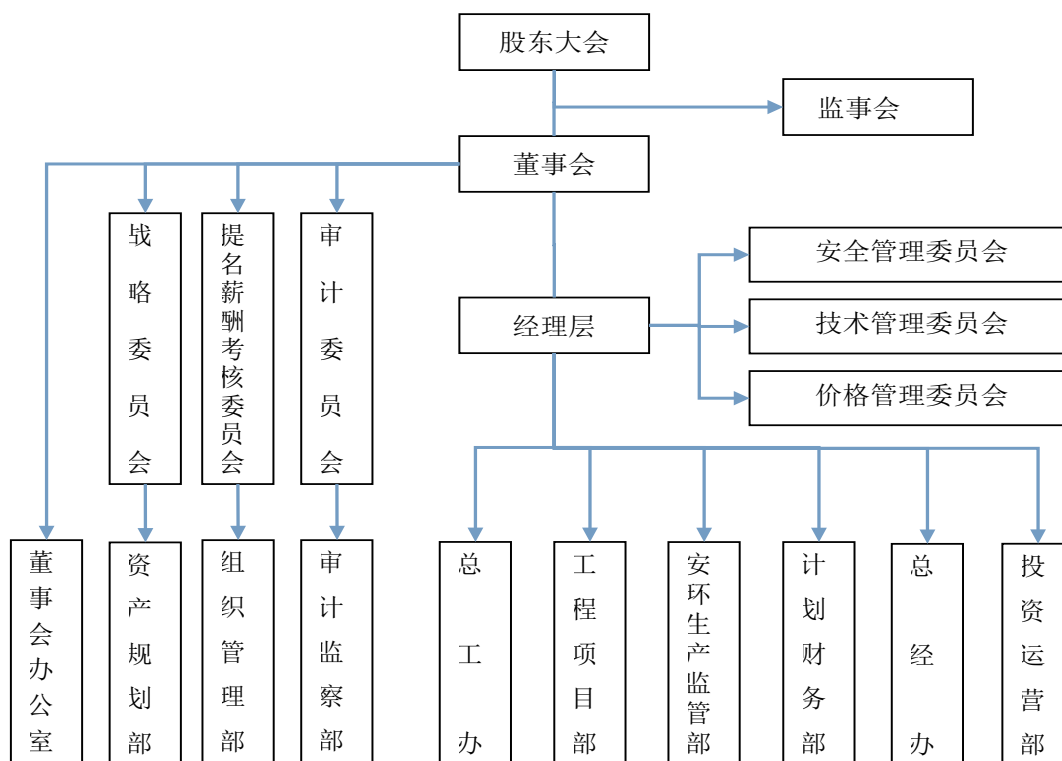 股东大会
监事会
董事会
战略委员会
提名薪酬考核委员会
审计委员会
安全管理委员会
经理层
技术管理委员会
价格管理委员会
董事会办公室
资产规划部
组织管理部
审计监察部
总工办
工程项目部
安环生产监管部
计划财务部
总经办
投资运营部